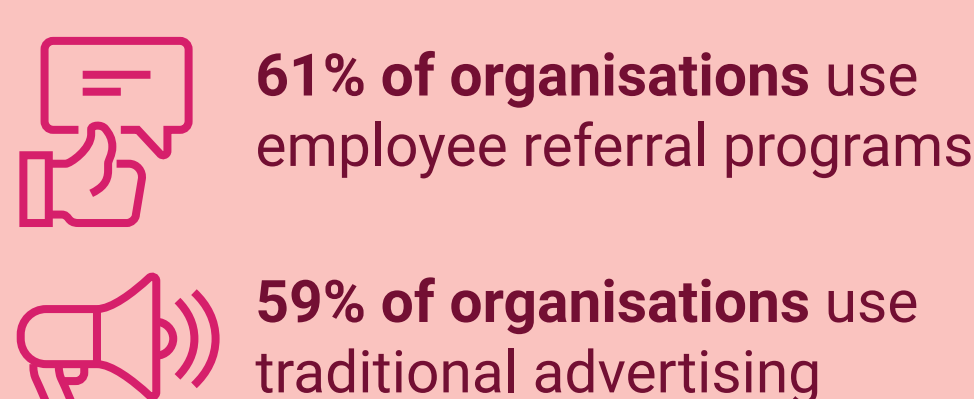 61% of organisations use
employee referral programs
59% of organisations use
traditional advertising